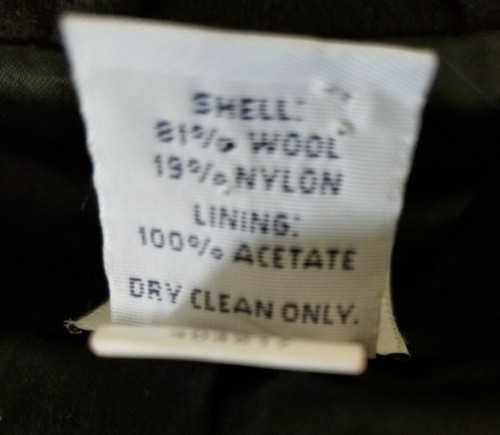 SHELL:
81% WOOL
19% NYLON
LINING:
100% ACETATE
DRY CLEAN ONLY.